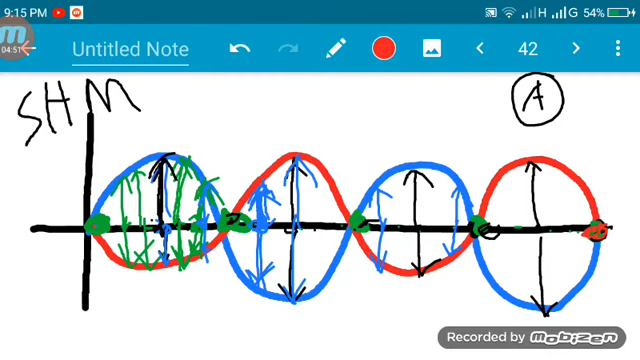 9:15 PM H G 54%
04:51 Untitled Note 42
SHM
A
Recorded by mobizen